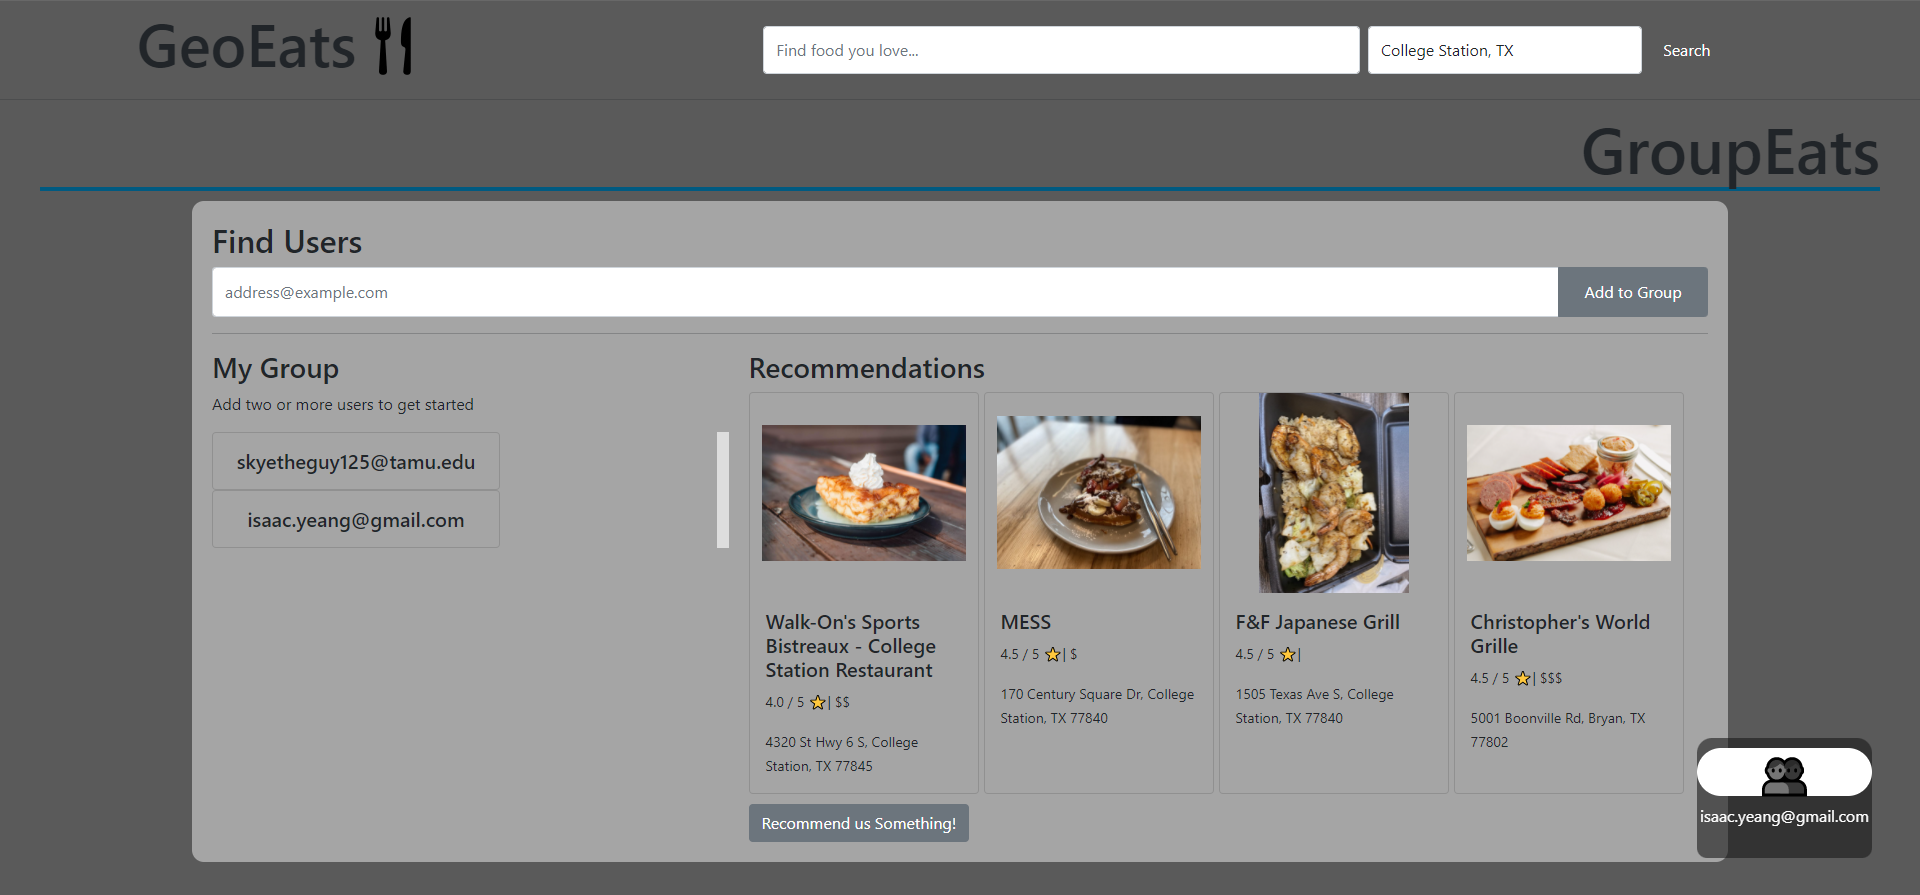 GeoEats
Find food you love...
College Station, TX
Search
GroupEats
Find Users
address@example.com
Add to Group
My Group
Add two or more users to get started
skyetheguy125@tamu.edu
isaac.yeang@gmail.com
Recommendations
Walk-On's Sports
Bistreaux - College
Station Restaurant
4.0 / 5 ⭐| $$
4320 St Hwy 6 S, College
Station, TX 77845
MESS
4.5 / 5 ⭐| $
170 Century Square Dr, College
Station, TX 77840
F&F Japanese Grill
4.5 / 5 ⭐|
1505 Texas Ave S, College
Station, TX 77840
Christopher's World
Grille
4.5 / 5 ⭐| $$$
5001 Boonville Rd, Bryan, TX
77802
Recommend us Something!
isaac.yeang@gmail.com